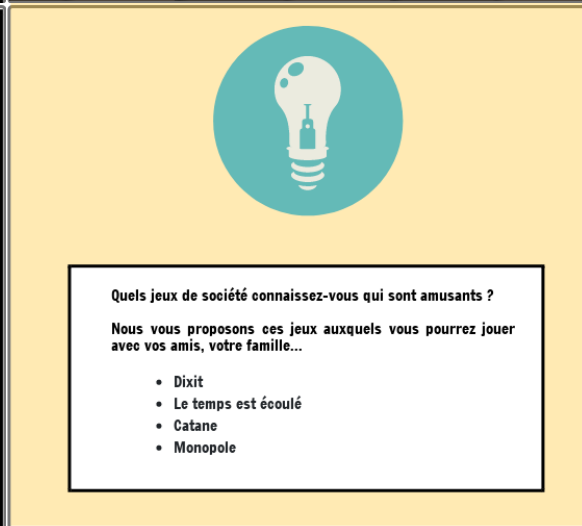 Quels jeux de société connaissez-vous qui sont amusants ?
Nous vous proposons ces jeux auxquels vous pourrez jouer
avec vos amis, votre famille...
• Dixit
• Le temps est écoulé
• Catane
• Monopole